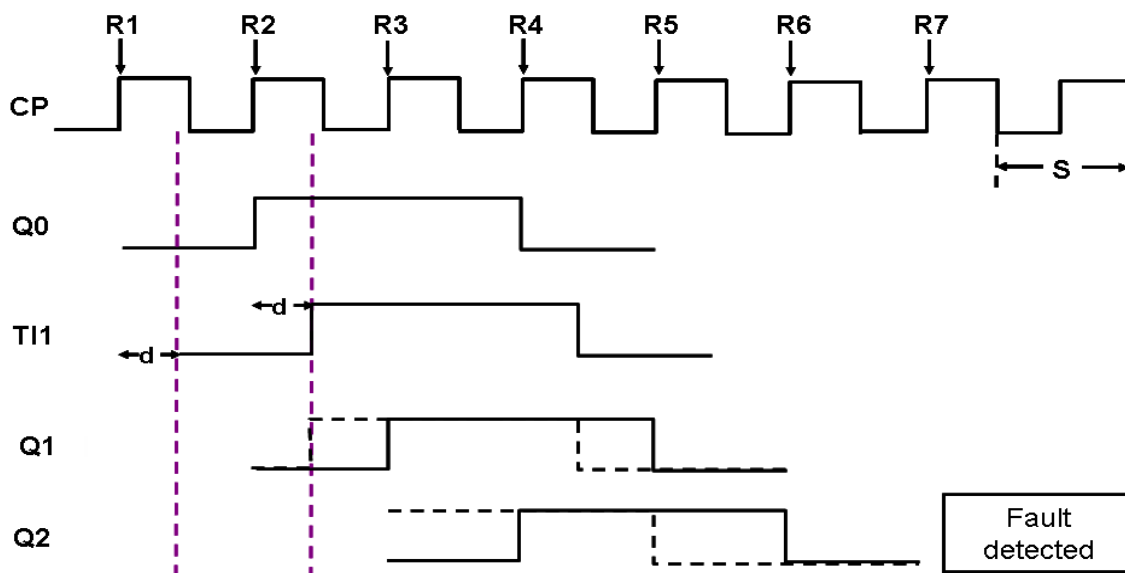 R1 R2 R3 R4 R5 R6 R7
CP
S
Q0
d
TI1
d
Q1
Q2
Fault
detected